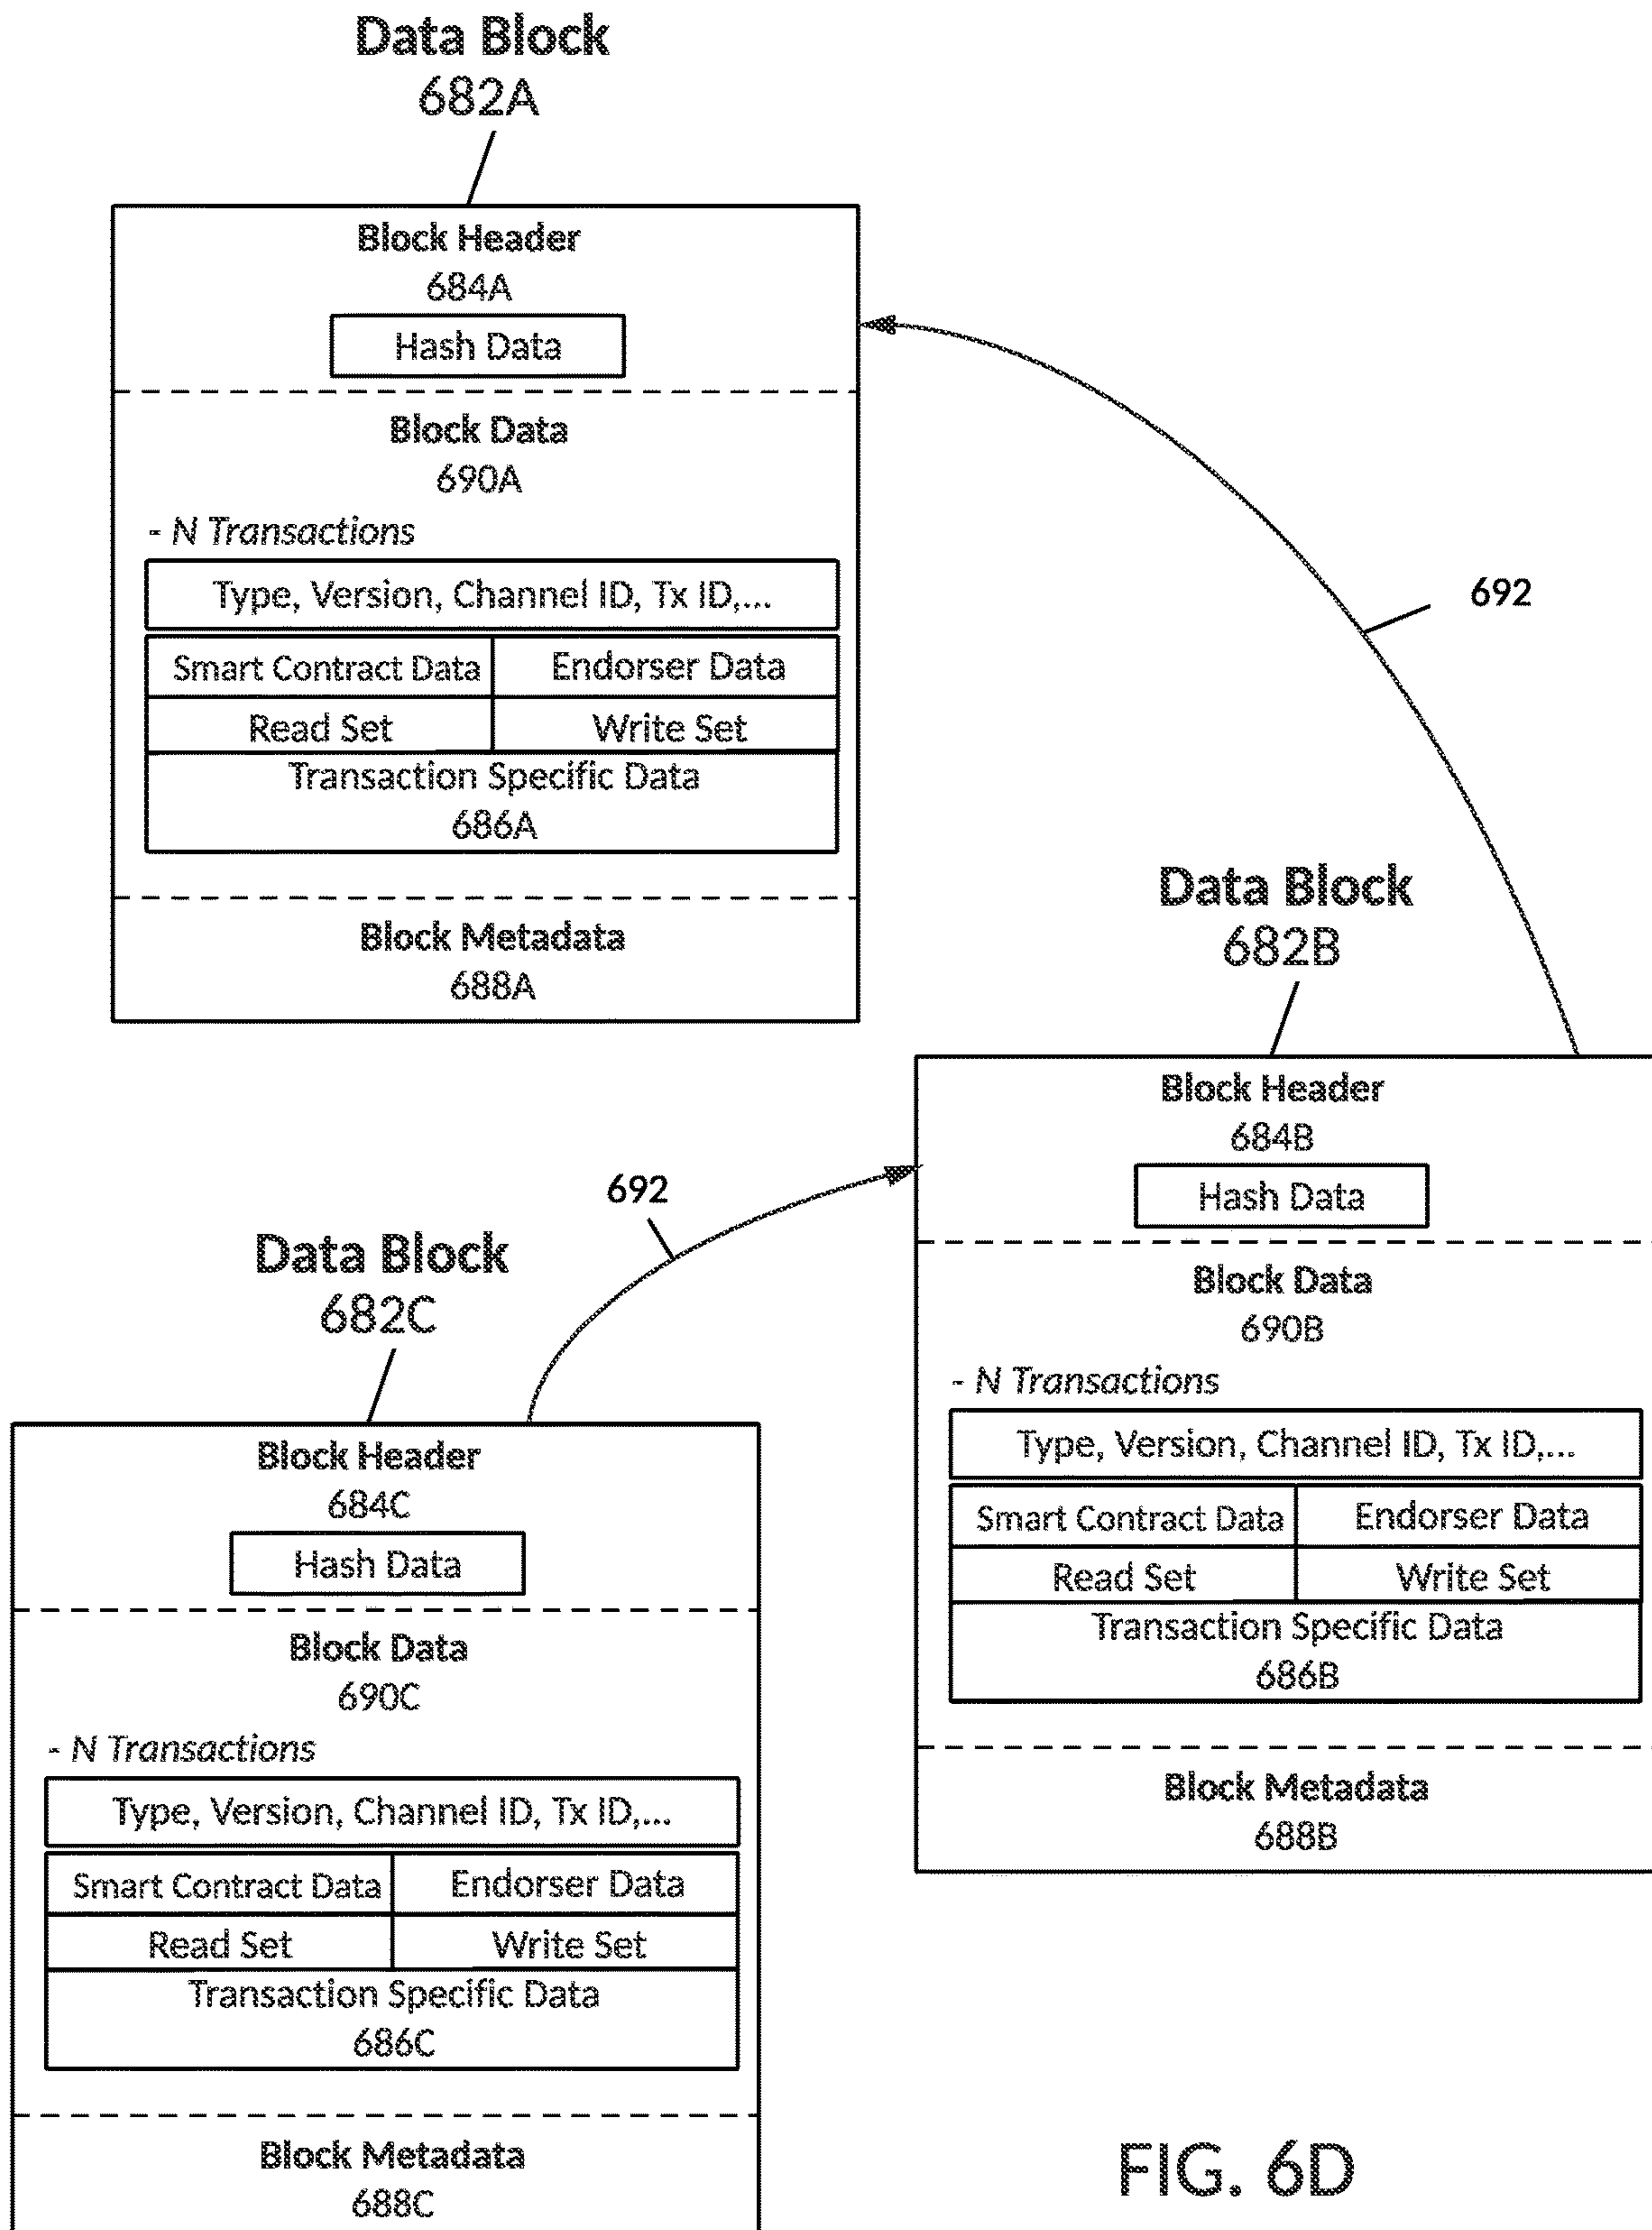 Data Block
682A
Block Header
684A
Hash Data
Block Data
690A
- N Transactions
Type, Version, Channel ID, Tx ID,...
Smart Contract Data Endorser Data
Read Set Write Set
Transaction Specific Data
686A
Block Metadata
688A
692
Data Block
682B
Block Header
684B
Hash Data
Block Data
690B
- N Transactions
Type, Version, Channel ID, Tx ID,...
Smart Contract Data Endorser Data
Read Set Write Set
Transaction Specific Data
686B
Block Metadata
688B
692
Data Block
682C
Block Header
684C
Hash Data
Block Data
690C
- N Transactions
Type, Version, Channel ID, Tx ID,...
Smart Contract Data Endorser Data
Read Set Write Set
Transaction Specific Data
686C
Block Metadata
688C
FIG. 6D